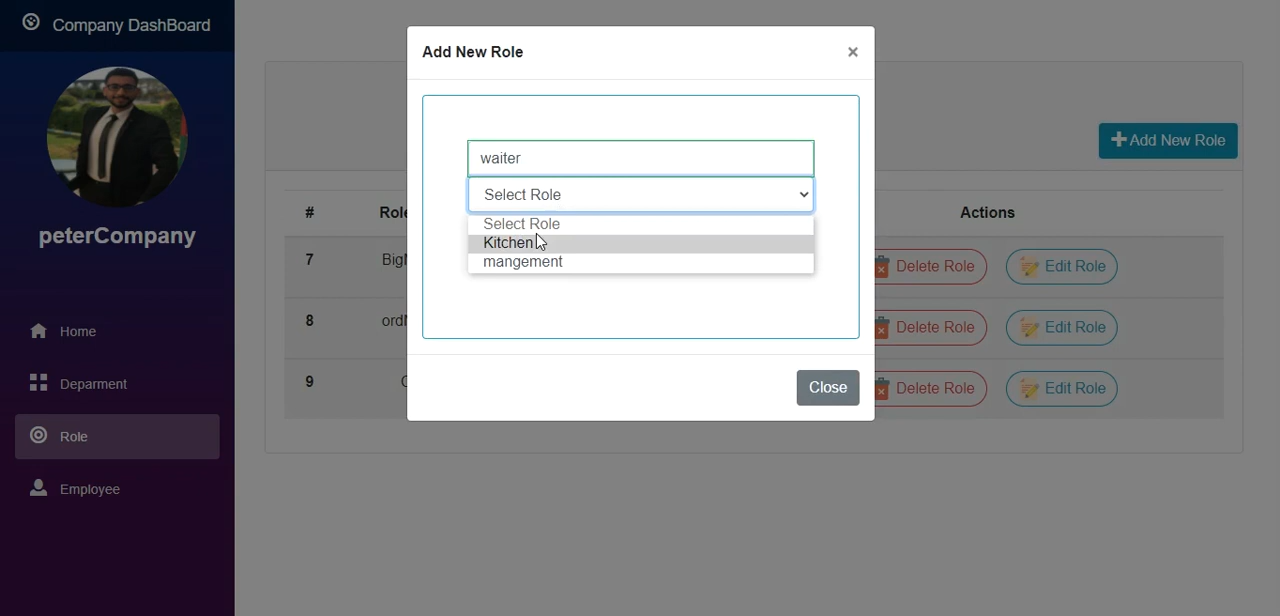 Company DashBoard
peterCompany
Home
Deparment
Role
Employee
Add New Role
×
waiter
Select Role
Select Role
Kitchen
mangement
Close
Add New Role
# Actions
7 Delete Role Edit Role
8 Delete Role Edit Role
9 Delete Role Edit Role